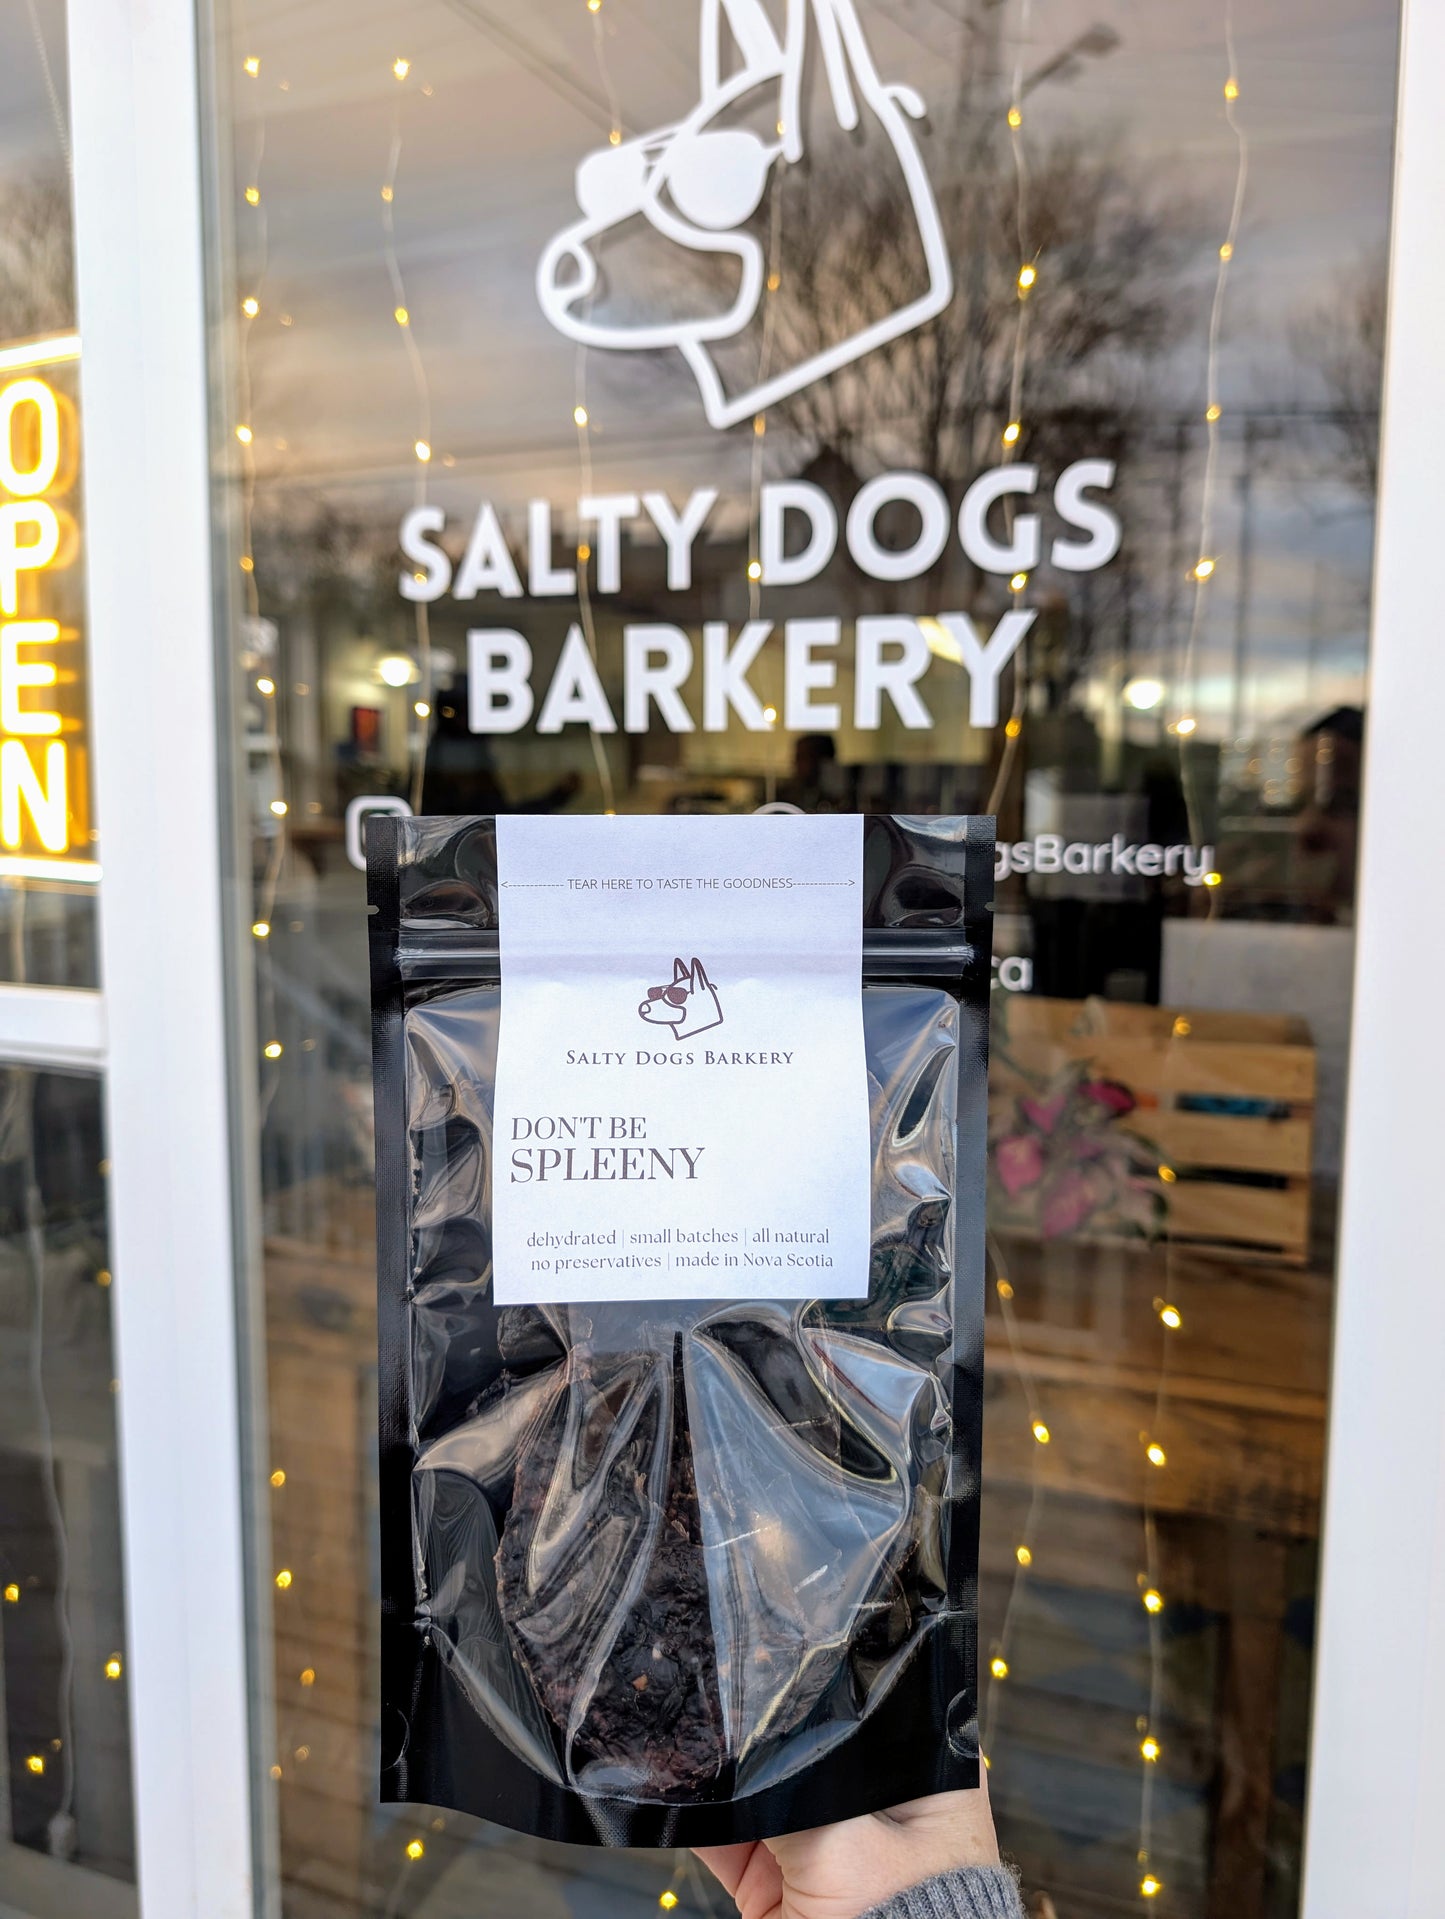 OPEN
SALTY DOGS
BARKERY
gsBarkery
ca
<------------- TEAR HERE TO TASTE THE GOODNESS------------->
SALTY DOGS BARKERY
DON'T BE
SPLEENY
dehydrated | small batches | all natural
no preservatives | made in Nova Scotia